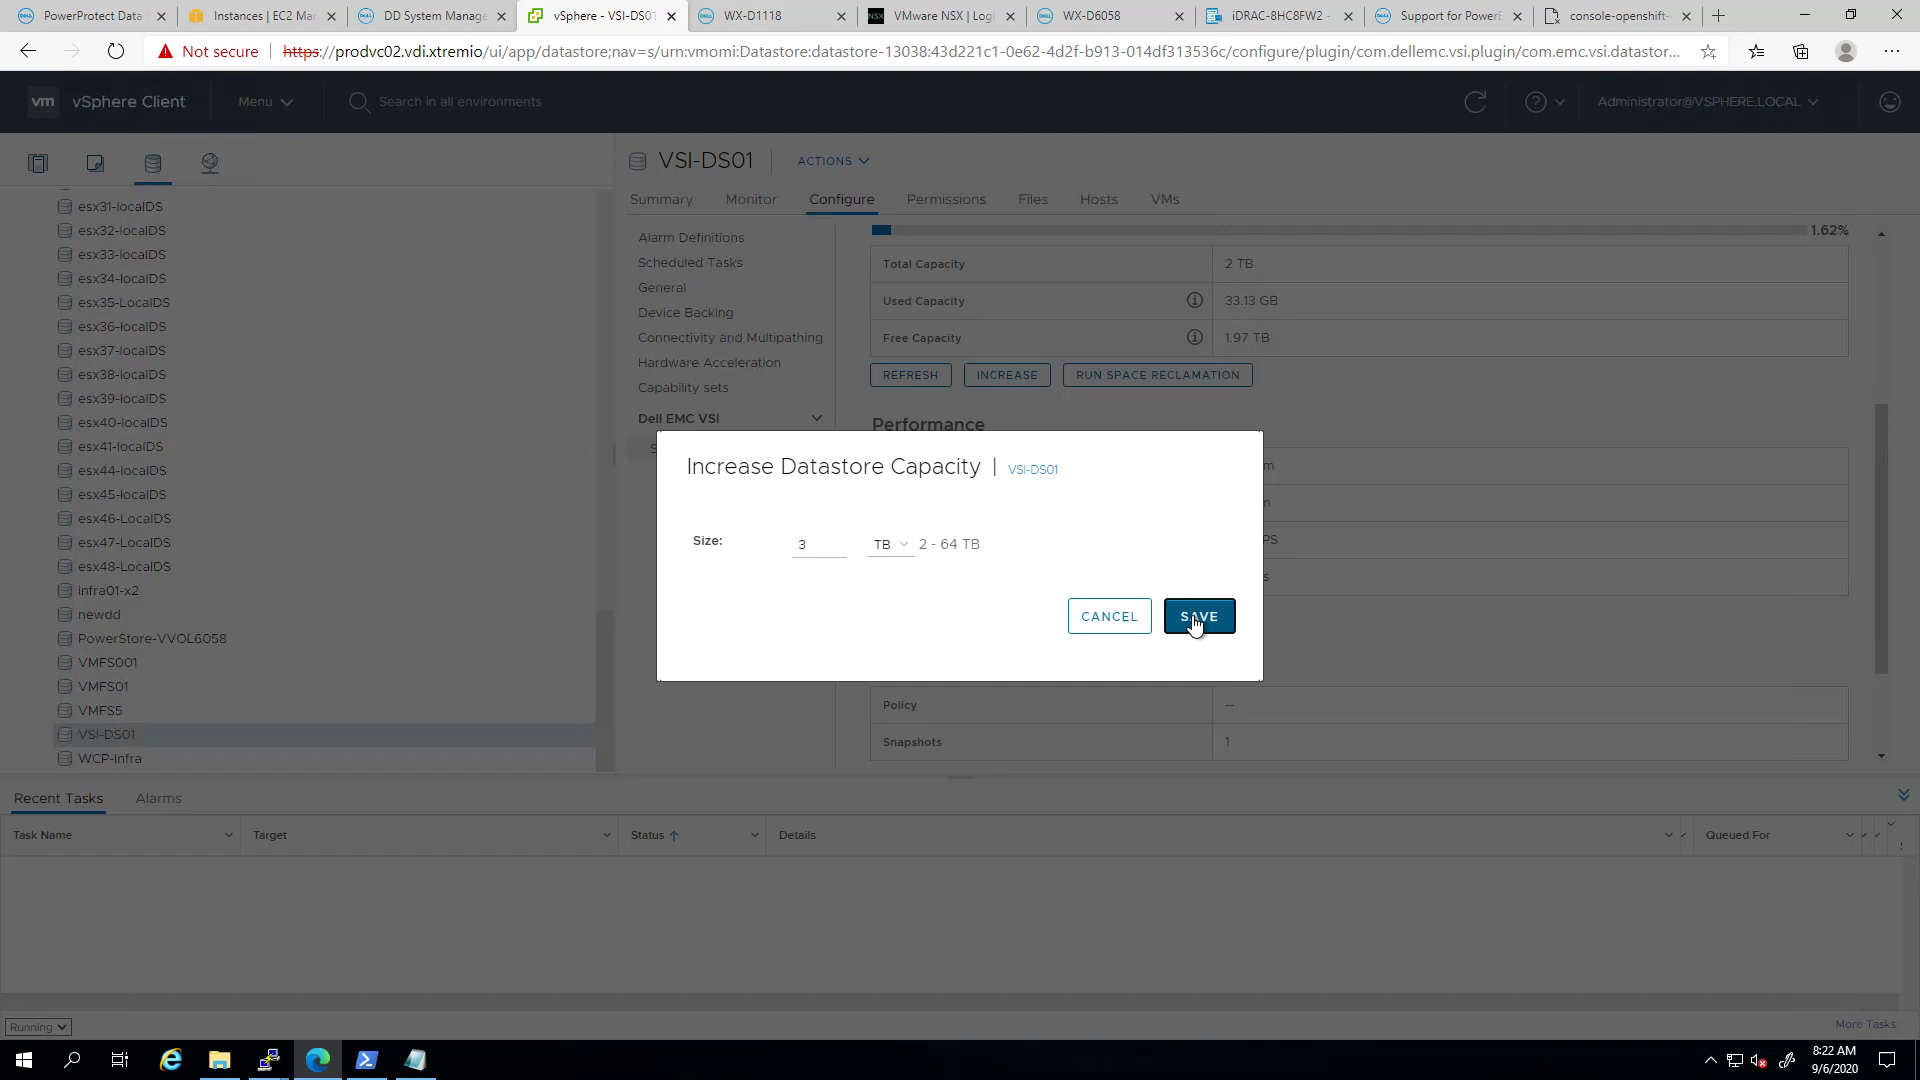 PowerProtect Data
Instances | EC2 Mar
DD System Manage
vSphere - VSI-DS01
WX-D1118
VMware NSX | Logi
WX-D6058
iDRAC-8HC8FW2 -
Support for PowerE
console-openshift-
Not secure
https://prodvc02.vdi.xtremio/ui/app/datastore;nav=s/urn:vmomi:Datastore:datastore-13038:43d221c1-0e62-4d2f-b913-014df313536c/configure/plugin/com.dellemc.vsi.plugin/com.emc.vsi.datastor...
vm vSphere Client
Menu
Search in all environments
Administrator@VSPHERE.LOCAL
VSI-DS01
ACTIONS
Summary Monitor Configure Permissions Files Hosts VMs
esx31-localDS
esx32-localDS
esx33-localDS
esx34-localDS
esx35-LocalDS
esx36-localDS
esx37-localDS
esx38-localDS
esx39-localDS
esx40-localDS
esx41-localDS
esx44-localDS
esx45-localDS
esx46-LocalDS
esx47-LocalDS
esx48-LocalDS
infra01-x2
newdd
PowerStore-VVOL6058
VMFS001
VMFS01
VMFS5
VSI-DS01
WCP-Infra
Alarm Definitions
Scheduled Tasks
General
Device Backing
Connectivity and Multipathing
Hardware Acceleration
Capability sets
Dell EMC VSI
1.62%
Total Capacity 2 TB
Used Capacity 33.13 GB
Free Capacity 1.97 TB
REFRESH INCREASE RUN SPACE RECLAMATION
Performance
Increase Datastore Capacity | VSI-DS01
Size: 3 TB 2 - 64 TB
CANCEL SAVE
Policy --
Snapshots 1
Recent Tasks Alarms
Task Name Target Status Details Queued For
Running
More Tasks
8:22 AM
9/6/2020